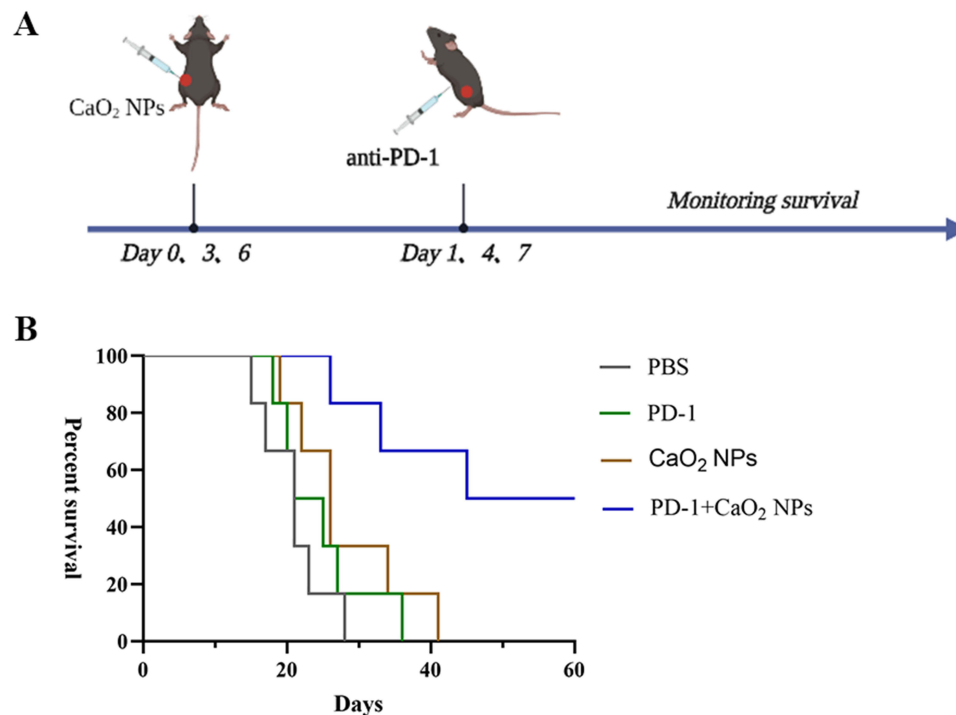 A
CaO₂ NPs
anti-PD-1
Monitoring survival
Day 0、3、6
Day 1、4、7
B
Percent survival
100
80
60
40
20
0
0
20
40
60
Days
PBS
PD-1
CaO₂ NPs
PD-1+CaO₂ NPs